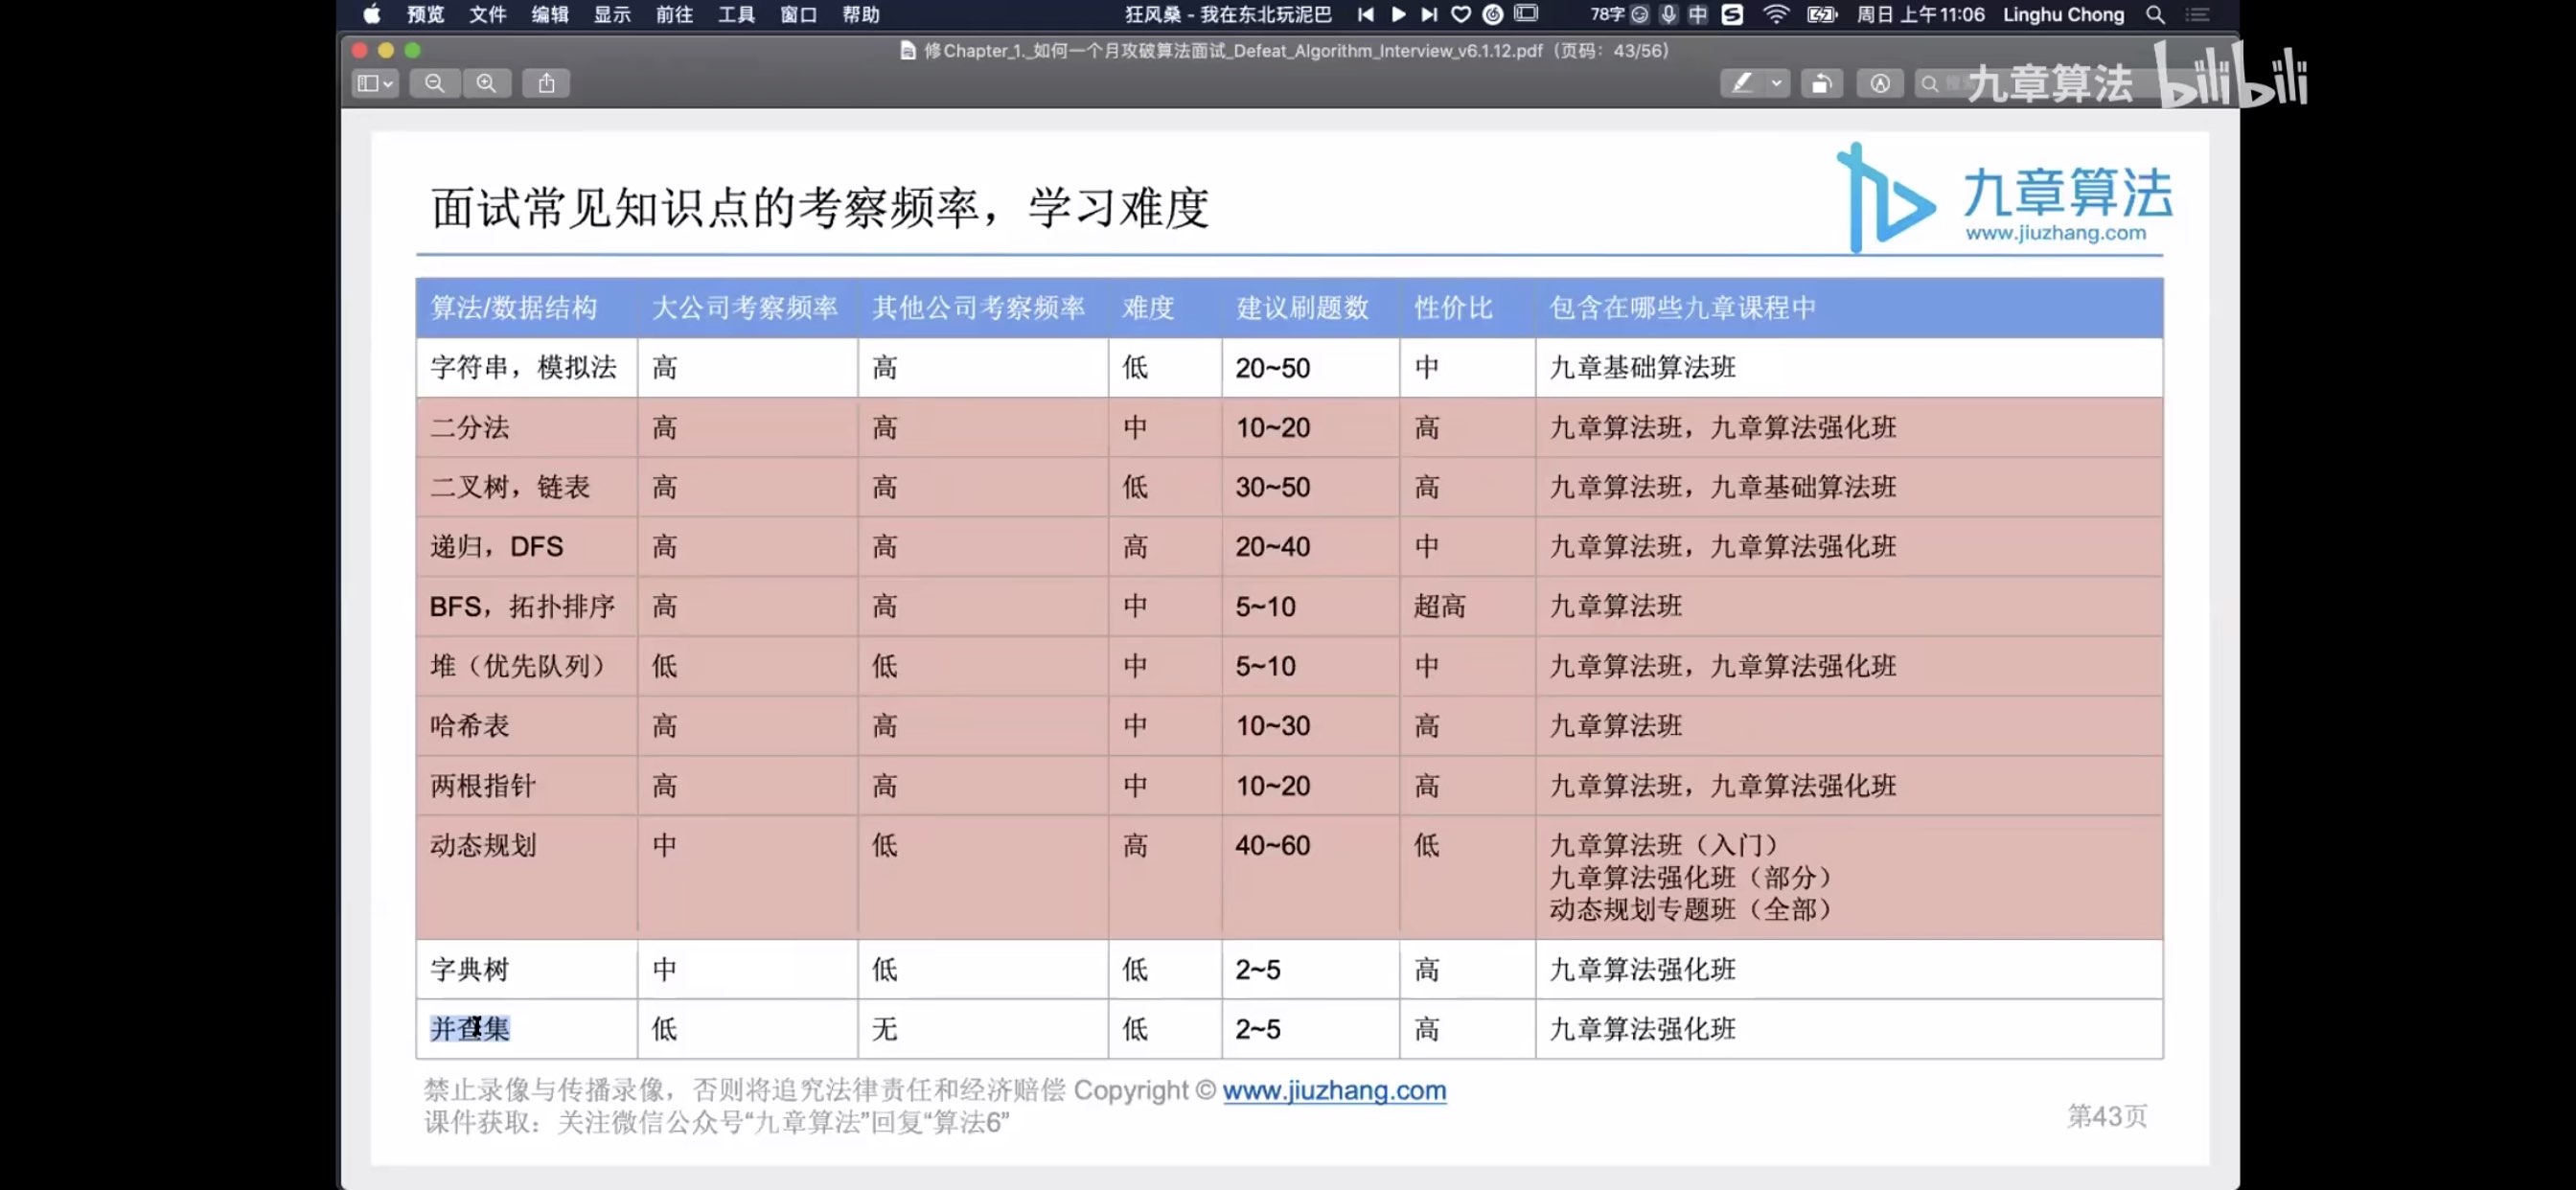 预览 文件 编辑 显示 前往 工具 窗口 帮助 狂风桑 - 我在东北玩泥巴 78字 中 周日 上午11:06 Linghu Chong
修Chapter_1._如何一个月攻破算法面试_Defeat_Algorithm_Interview_v6.1.12.pdf（页码：43/56）
九章算法 bilibili
面试常见知识点的考察频率，学习难度
九章算法
www.jiuzhang.com
算法/数据结构 大公司考察频率 其他公司考察频率 难度 建议刷题数 性价比 包含在哪些九章课程中
字符串，模拟法 高 高 低 20~50 中 九章基础算法班
二分法 高 高 中 10~20 高 九章算法班，九章算法强化班
二叉树，链表 高 高 低 30~50 高 九章算法班，九章基础算法班
递归，DFS 高 高 高 20~40 中 九章算法班，九章算法强化班
BFS，拓扑排序 高 高 中 5~10 超高 九章算法班
堆（优先队列） 低 低 中 5~10 中 九章算法班，九章算法强化班
哈希表 高 高 中 10~30 高 九章算法班
两根指针 高 高 中 10~20 高 九章算法班，九章算法强化班
动态规划 中 低 高 40~60 低 九章算法班（入门）
九章算法强化班（部分）
动态规划专题班（全部）
字典树 中 低 低 2~5 高 九章算法强化班
并查集 低 无 低 2~5 高 九章算法强化班
禁止录像与传播录像，否则将追究法律责任和经济赔偿 Copyright © www.jiuzhang.com
课件获取：关注微信公众号“九章算法”回复“算法6”
第43页